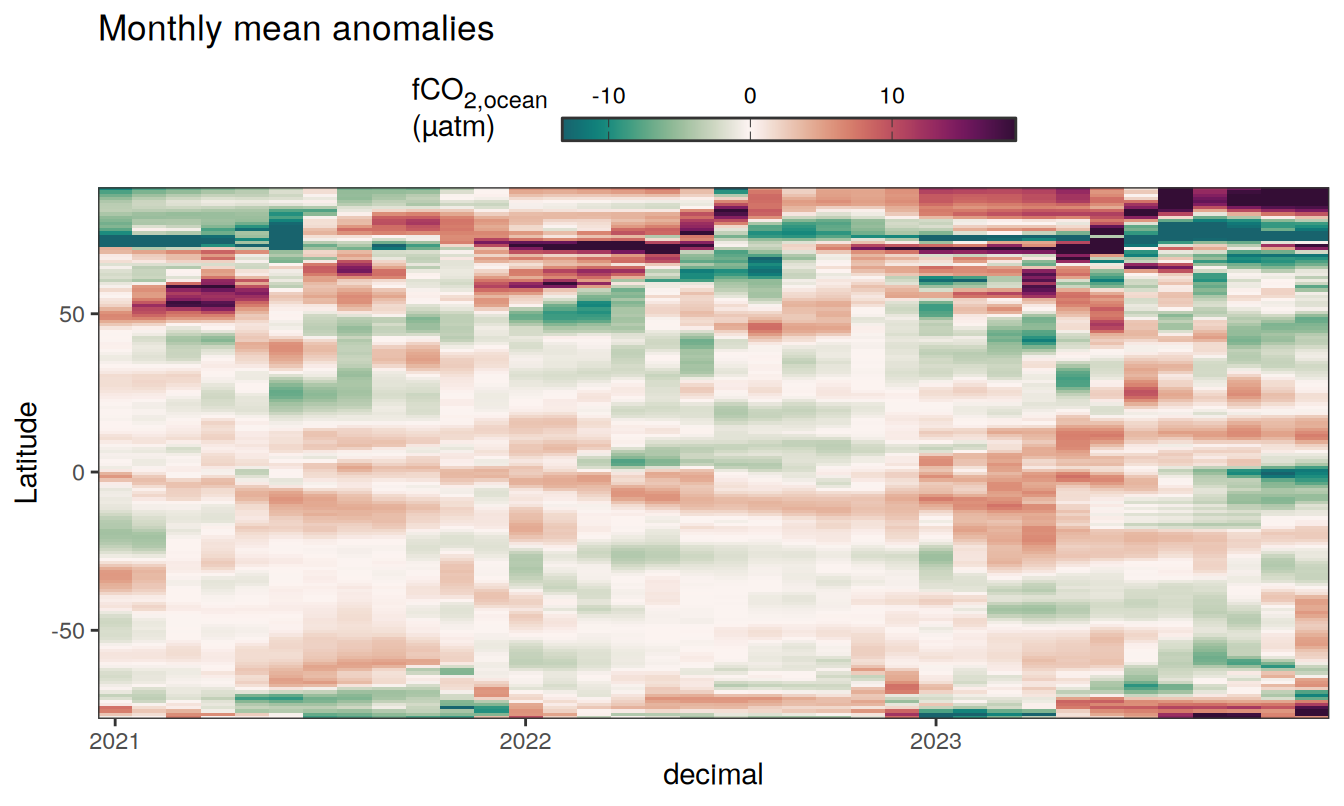 Monthly mean anomalies
fCO2,ocean
(µatm)
-10 0 10
Latitude
50
0
-50
2021 2022 2023
decimal